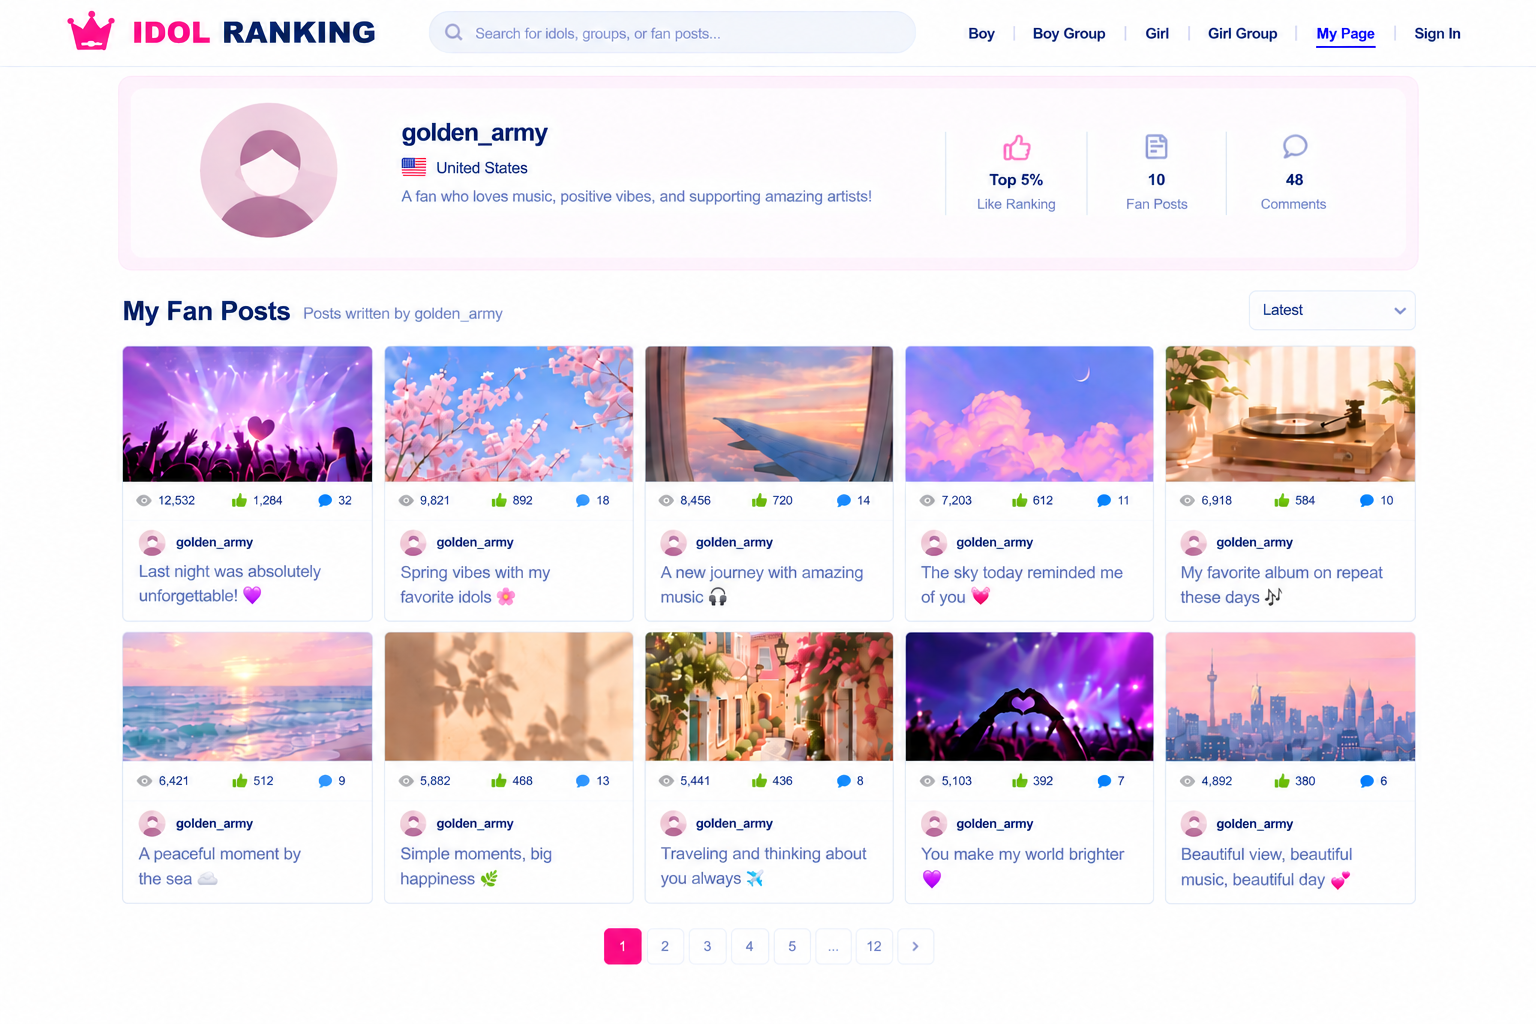 IDOL RANKING
Search for idols, groups, or fan posts...
Boy
Boy Group
Girl
Girl Group
My Page
Sign In
golden_army
United States
A fan who loves music, positive vibes, and supporting amazing artists!
Top 5%
Like Ranking
10
Fan Posts
48
Comments
My Fan Posts
Posts written by golden_army
Latest
12,532 1,284 32
golden_army
Last night was absolutely
unforgettable! 💜
9,821 892 18
golden_army
Spring vibes with my
favorite idols 🌸
8,456 720 14
golden_army
A new journey with amazing
music 🎧
7,203 612 11
golden_army
The sky today reminded me
of you 💓
6,918 584 10
golden_army
My favorite album on repeat
these days 🎶
6,421 512 9
golden_army
A peaceful moment by
the sea ☁️
5,882 468 13
golden_army
Simple moments, big
happiness 🌿
5,441 436 8
golden_army
Traveling and thinking about
you always ✈️
5,103 392 7
golden_army
You make my world brighter
💜
4,892 380 6
golden_army
Beautiful view, beautiful
music, beautiful day 💕
1 2 3 4 5 ... 12 >